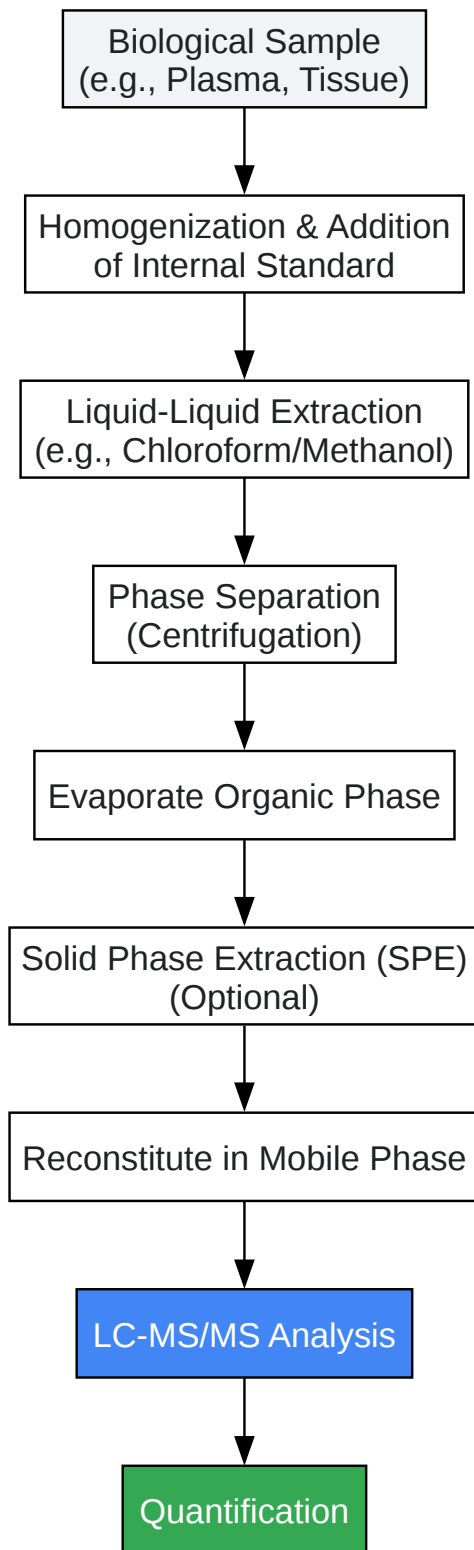 Biological Sample
(e.g., Plasma, Tissue)
Homogenization & Addition
of Internal Standard
Liquid-Liquid Extraction
(e.g., Chloroform/Methanol)
Phase Separation
(Centrifugation)
Evaporate Organic Phase
Solid Phase Extraction (SPE)
(Optional)
Reconstitute in Mobile Phase
LC-MS/MS Analysis
Quantification